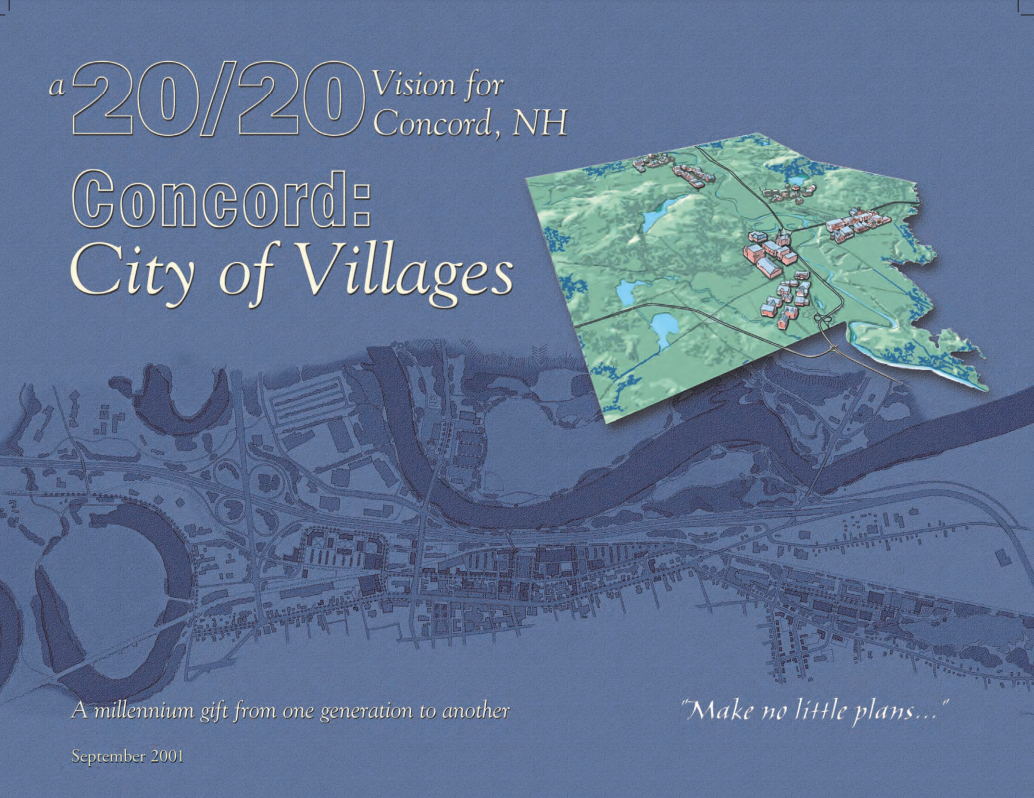 a 20/20 Vision for
Concord, NH
Concord:
City of Villages
A millennium gift from one generation to another
"Make no little plans..."
September 2001